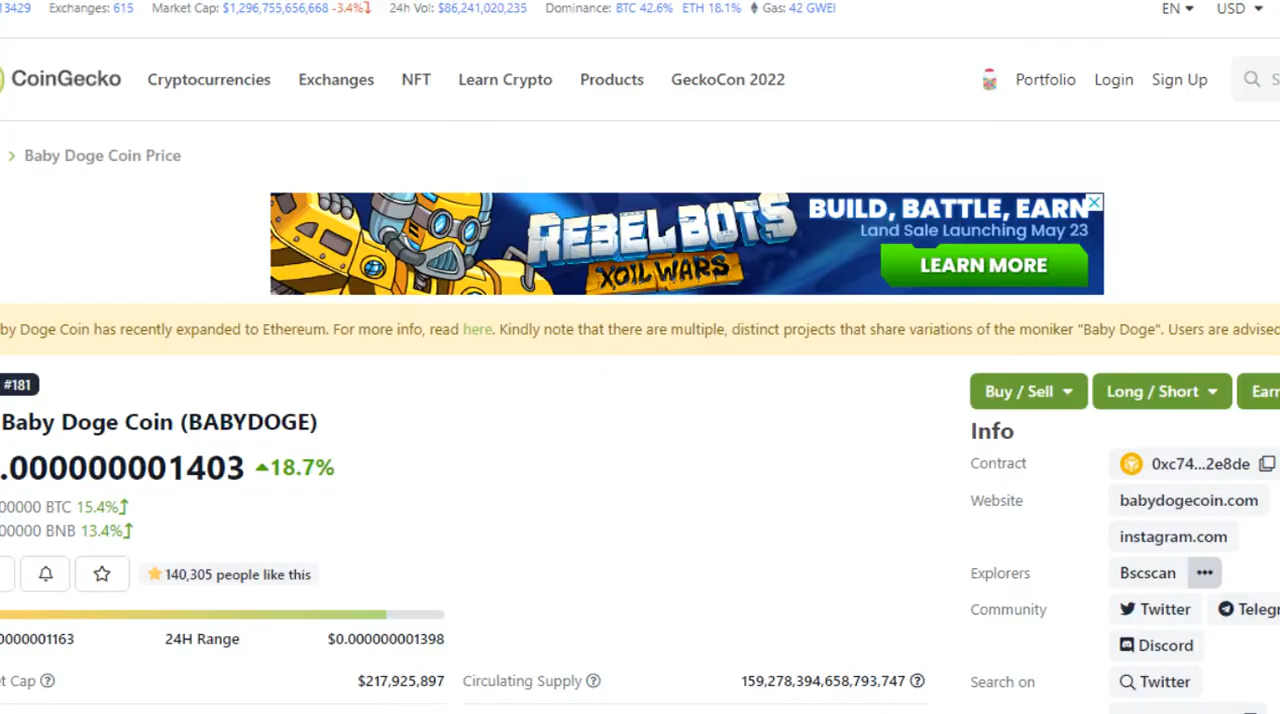 13429 Exchanges: 615 Market Cap: $1,296,755,656,668 -3.4% 24h Vol: $86,241,020,235 Dominance: BTC 42.6% ETH 18.1% Gas: 42 GWEI EN USD
CoinGecko Cryptocurrencies Exchanges NFT Learn Crypto Products GeckoCon 2022 Portfolio Login Sign Up S
Baby Doge Coin Price
REBEL BOTS
XOIL WARS
BUILD, BATTLE, EARN
Land Sale Launching May 23
LEARN MORE
by Doge Coin has recently expanded to Ethereum. For more info, read here. Kindly note that there are multiple, distinct projects that share variations of the moniker "Baby Doge". Users are advised
#181
Baby Doge Coin (BABYDOGE)
.000000001403 18.7%
00000 BTC 15.4%
00000 BNB 13.4%
140,305 people like this
0000001163 24H Range $0.000000001398
t Cap $217,925,897 Circulating Supply 159,278,394,658,793,747
Buy / Sell Long / Short Earn
Info
Contract 0xc74...2e8de
Website babydogecoin.com
instagram.com
Explorers Bscscan •••
Community Twitter Telegr
Discord
Search on Twitter